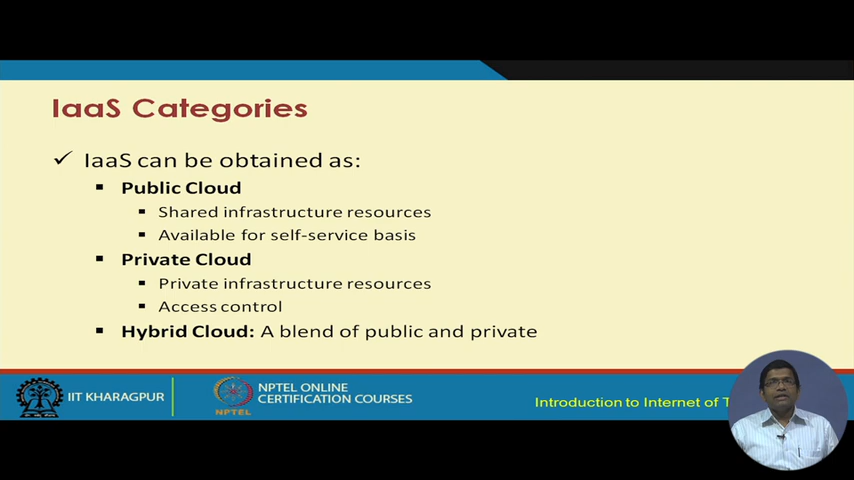 IaaS Categories
✓ IaaS can be obtained as:
▪ Public Cloud
▪ Shared infrastructure resources
▪ Available for self-service basis
▪ Private Cloud
▪ Private infrastructure resources
▪ Access control
▪ Hybrid Cloud: A blend of public and private
IIT KHARAGPUR
NPTEL
NPTEL ONLINE
CERTIFICATION COURSES
Introduction to Internet of